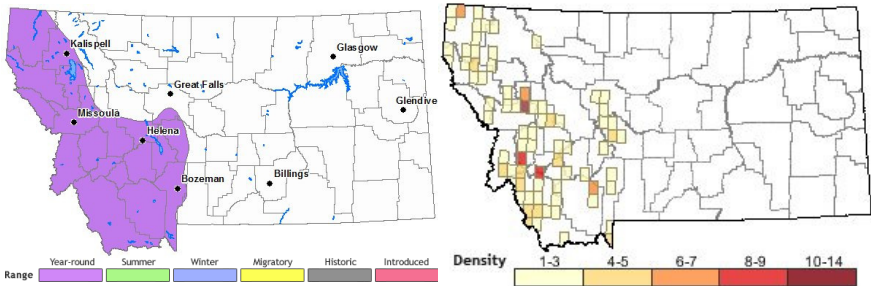 Kalispell
Glasgow
Great Falls
Glendive
Missoula
Helena
Bozeman
Billings
Range
Year-round
Summer
Winter
Migratory
Historic
Introduced
Density
1-3
4-5
6-7
8-9
10-14